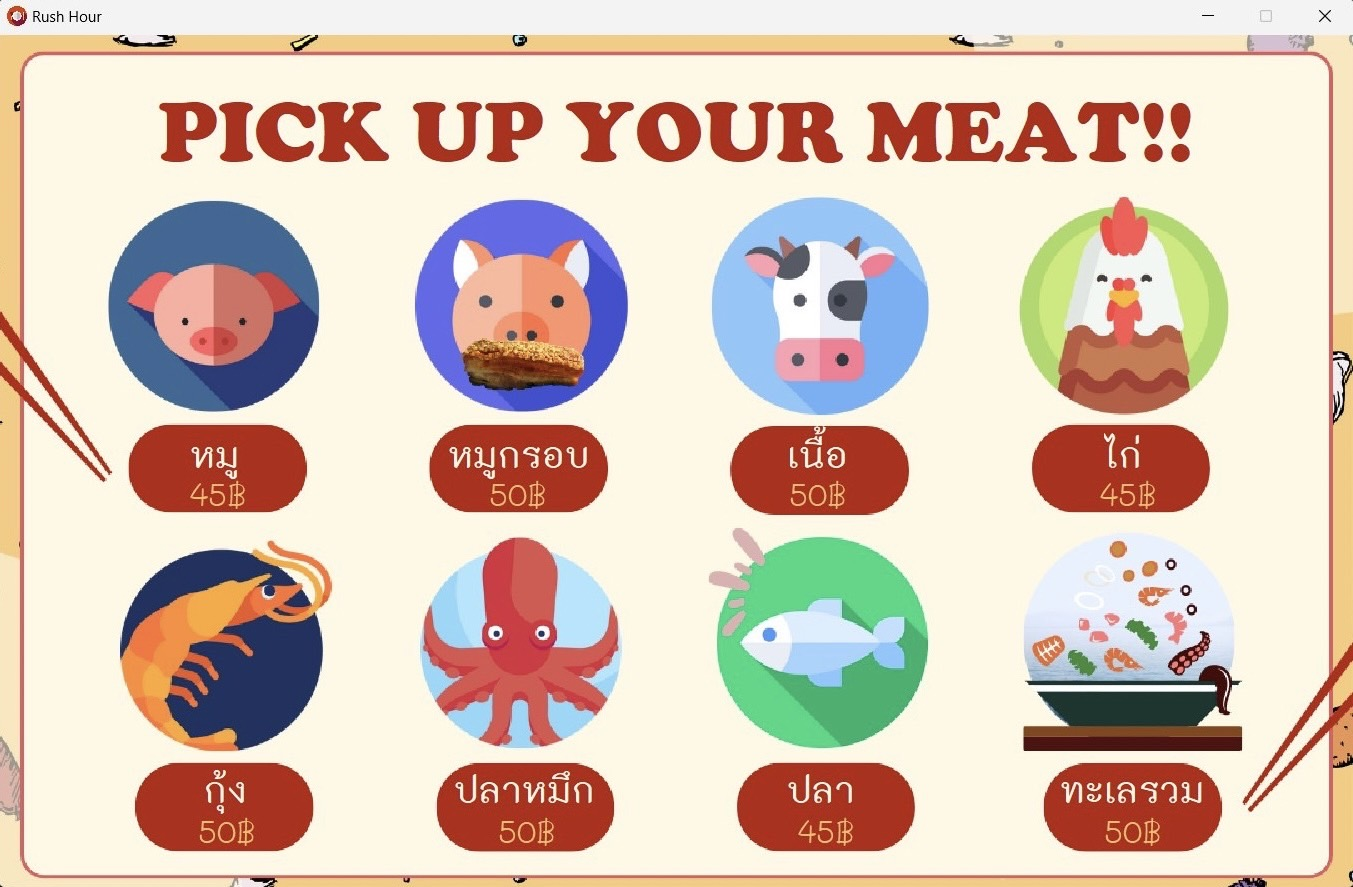 Rush Hour
PICK UP YOUR MEAT!!
หมู
45฿
หมูกรอบ
50฿
เนื้อ
50฿
ไก่
45฿
กุ้ง
50฿
ปลาหมึก
50฿
ปลา
45฿
ทะเลรวม
50฿